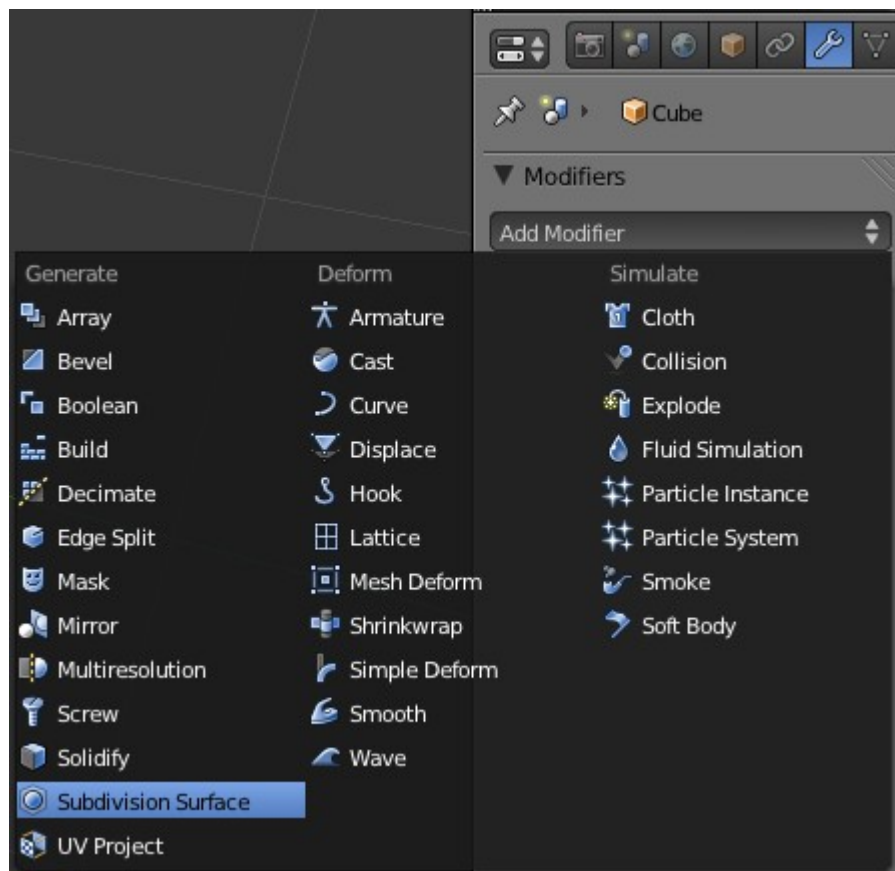 Cube
Modifiers
Add Modifier
Generate
Array
Bevel
Boolean
Build
Decimate
Edge Split
Mask
Mirror
Multiresolution
Screw
Solidify
Subdivision Surface
UV Project
Deform
Armature
Cast
Curve
Displace
Hook
Lattice
Mesh Deform
Shrinkwrap
Simple Deform
Smooth
Wave
Simulate
Cloth
Collision
Explode
Fluid Simulation
Particle Instance
Particle System
Smoke
Soft Body